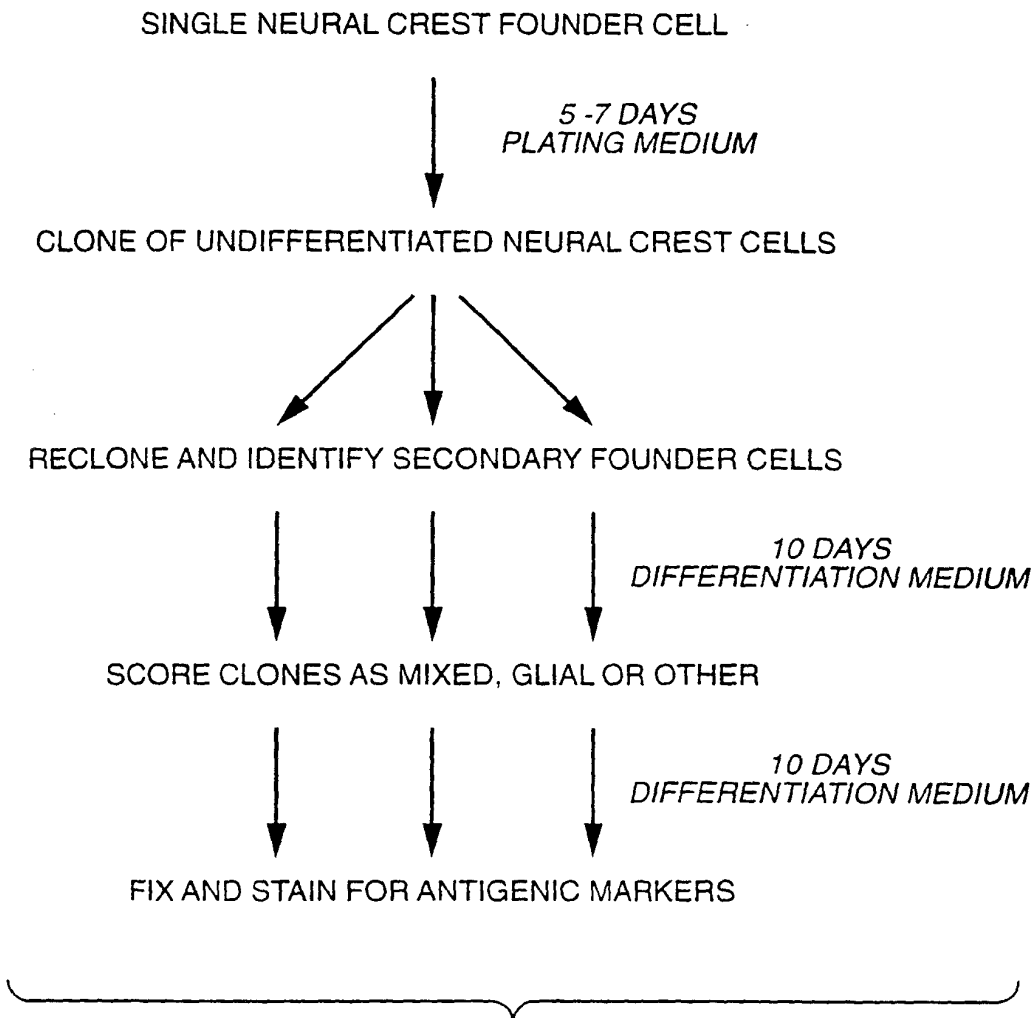 SINGLE NEURAL CREST FOUNDER CELL
5 -7 DAYS
PLATING MEDIUM
CLONE OF UNDIFFERENTIATED NEURAL CREST CELLS
RECLONE AND IDENTIFY SECONDARY FOUNDER CELLS
10 DAYS
DIFFERENTIATION MEDIUM
SCORE CLONES AS MIXED, GLIAL OR OTHER
10 DAYS
DIFFERENTIATION MEDIUM
FIX AND STAIN FOR ANTIGENIC MARKERS